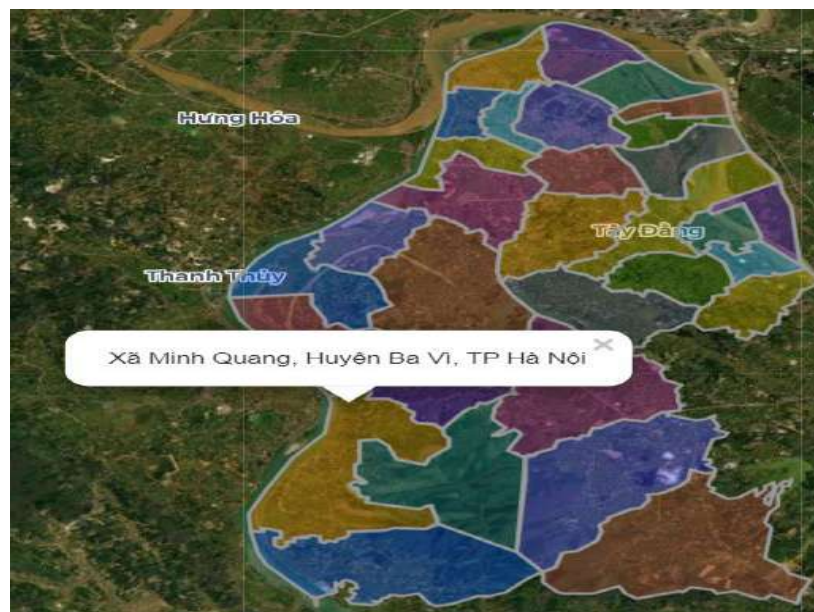 Hưng Hóa
Tây Đằng
Thanh Thủy
Xã Minh Quang, Huyện Ba Vì, TP Hà Nội